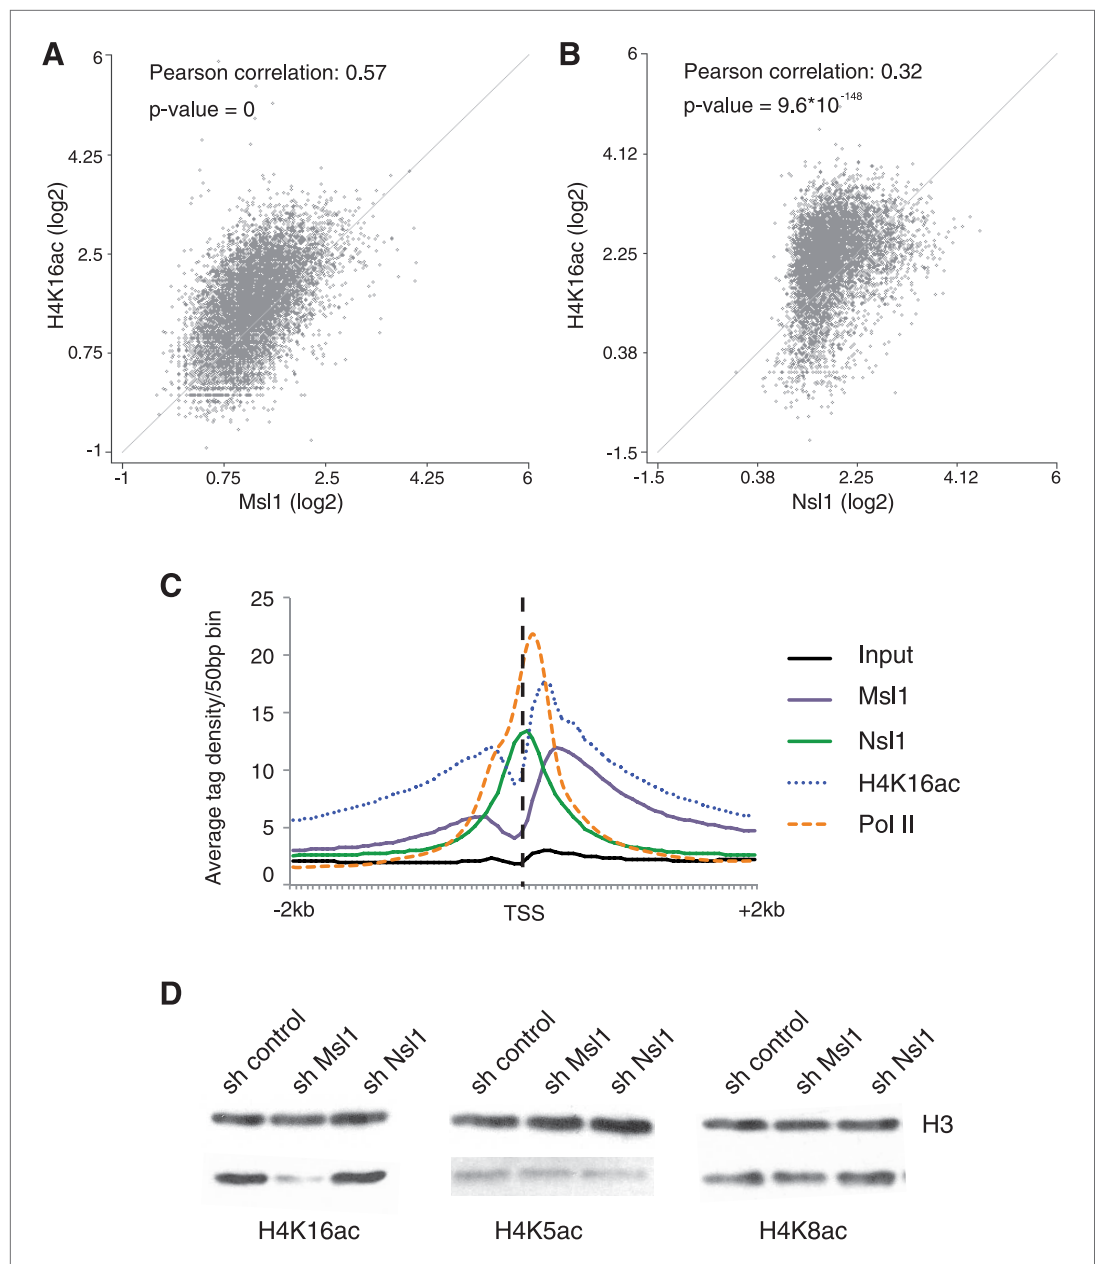 A
Pearson correlation: 0.57
p-value = 0
H4K16ac (log2)
6
4.25
2.5
0.75
-1
-1
0.75
2.5
4.25
6
Msl1 (log2)
B
Pearson correlation: 0.32
p-value = 9.6*10-148
H4K16ac (log2)
6
4.12
2.25
0.38
-1.5
-1.5
0.38
2.25
4.12
6
Nsl1 (log2)
C
Average tag density/50bp bin
25
20
15
10
5
0
-2kb
TSS
+2kb
Input
Msl1
Nsl1
H4K16ac
Pol II
D
sh control
sh Msl1
sh Nsl1
sh control
sh Msl1
sh Nsl1
sh control
sh Msl1
sh Nsl1
H3
H4K16ac
H4K5ac
H4K8ac